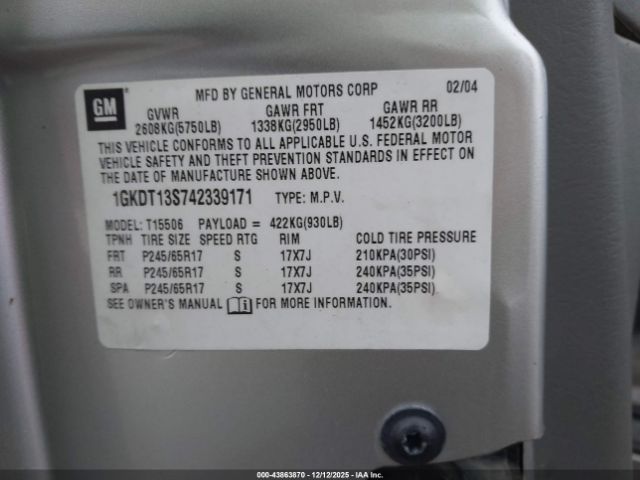 GM
MFD BY GENERAL MOTORS CORP 02/04
GVWR GAWR FRT GAWR RR
2608KG(5750LB) 1338KG(2950LB) 1452KG(3200LB)
THIS VEHICLE CONFORMS TO ALL APPLICABLE U.S. FEDERAL MOTOR
VEHICLE SAFETY AND THEFT PREVENTION STANDARDS IN EFFECT ON
THE DATE OF MANUFACTURE SHOWN ABOVE.
1GKDT13S742339171 TYPE: M.P.V.
MODEL: T15506 PAYLOAD = 422KG(930LB)
TPNH TIRE SIZE SPEED RTG RIM COLD TIRE PRESSURE
FRT P245/65R17 S 17X7J 210KPA(30PSI)
RR P245/65R17 S 17X7J 240KPA(35PSI)
SPA P245/65R17 S 17X7J 240KPA(35PSI)
SEE OWNER'S MANUAL FOR MORE INFORMATION.
000-43863870 - 12/12/2025 - COPYRIGHT IAA, LLC